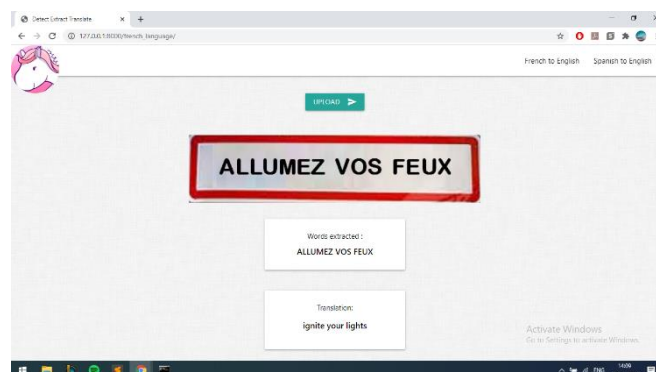 Detect Extract Translate
127.0.0.1:8000/french_language/
French to English Spanish to English
UPLOAD
ALLUMEZ VOS FEUX
Words extracted :
ALLUMEZ VOS FEUX
Translation:
ignite your lights
Activate Windows
Go to Settings to activate Windows.
ENG